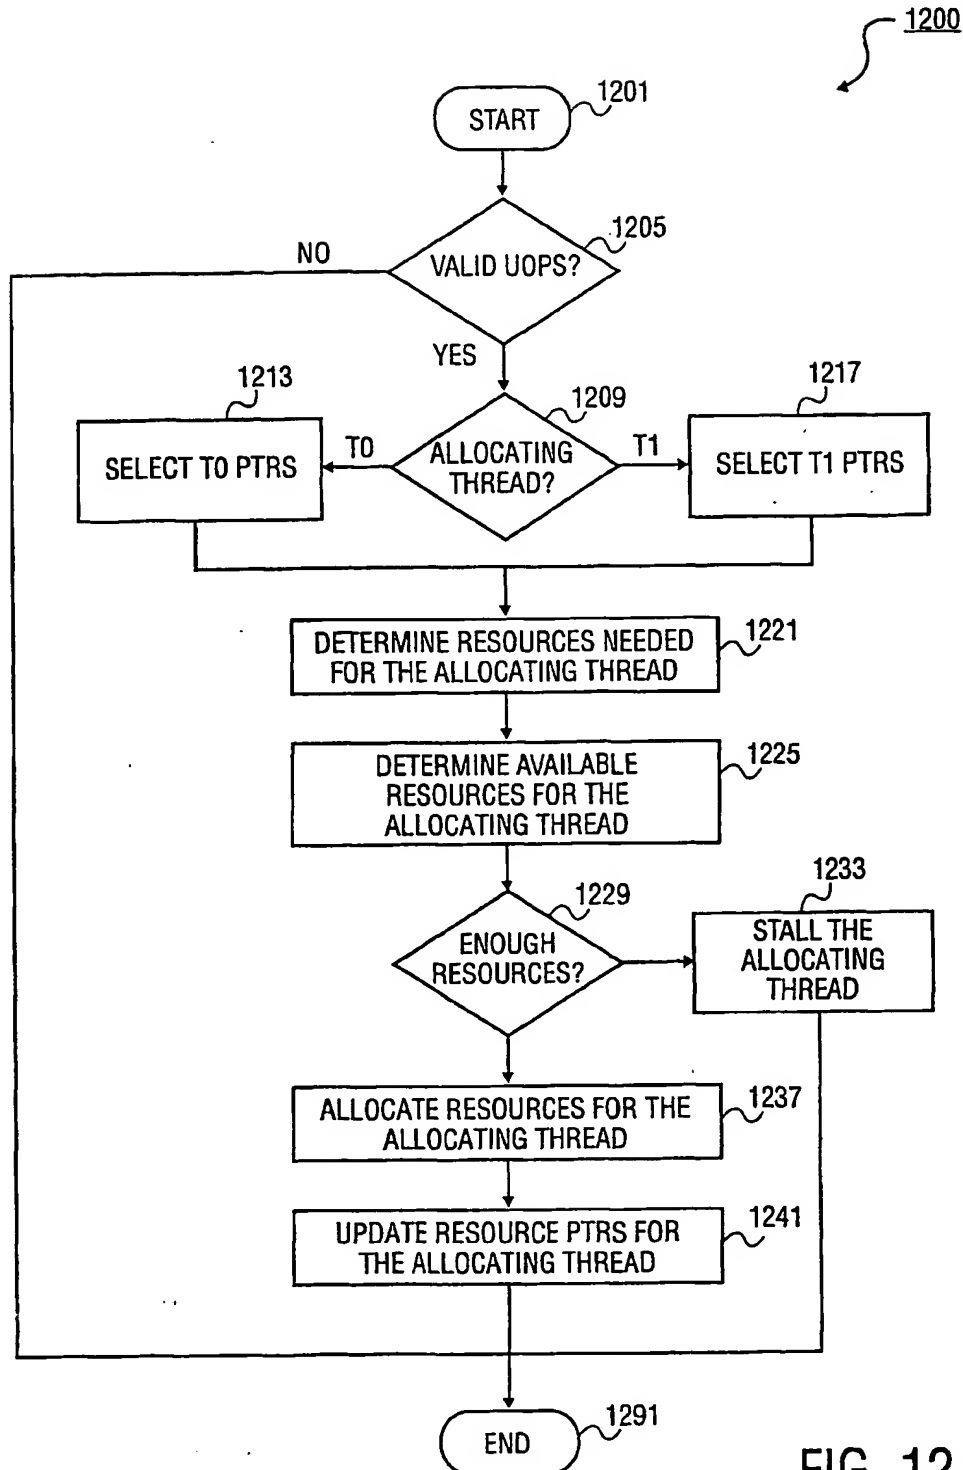 1200
1201
START
1205
NO
VALID UOPS?
YES
1213
1209
1217
SELECT T0 PTRS
T0
ALLOCATING
THREAD?
T1
SELECT T1 PTRS
1221
DETERMINE RESOURCES NEEDED
FOR THE ALLOCATING THREAD
1225
DETERMINE AVAILABLE
RESOURCES FOR THE
ALLOCATING THREAD
1229
1233
ENOUGH
RESOURCES?
STALL THE
ALLOCATING
THREAD
1237
ALLOCATE RESOURCES FOR THE
ALLOCATING THREAD
1241
UPDATE RESOURCE PTRS FOR
THE ALLOCATING THREAD
1291
END
FIG. 12